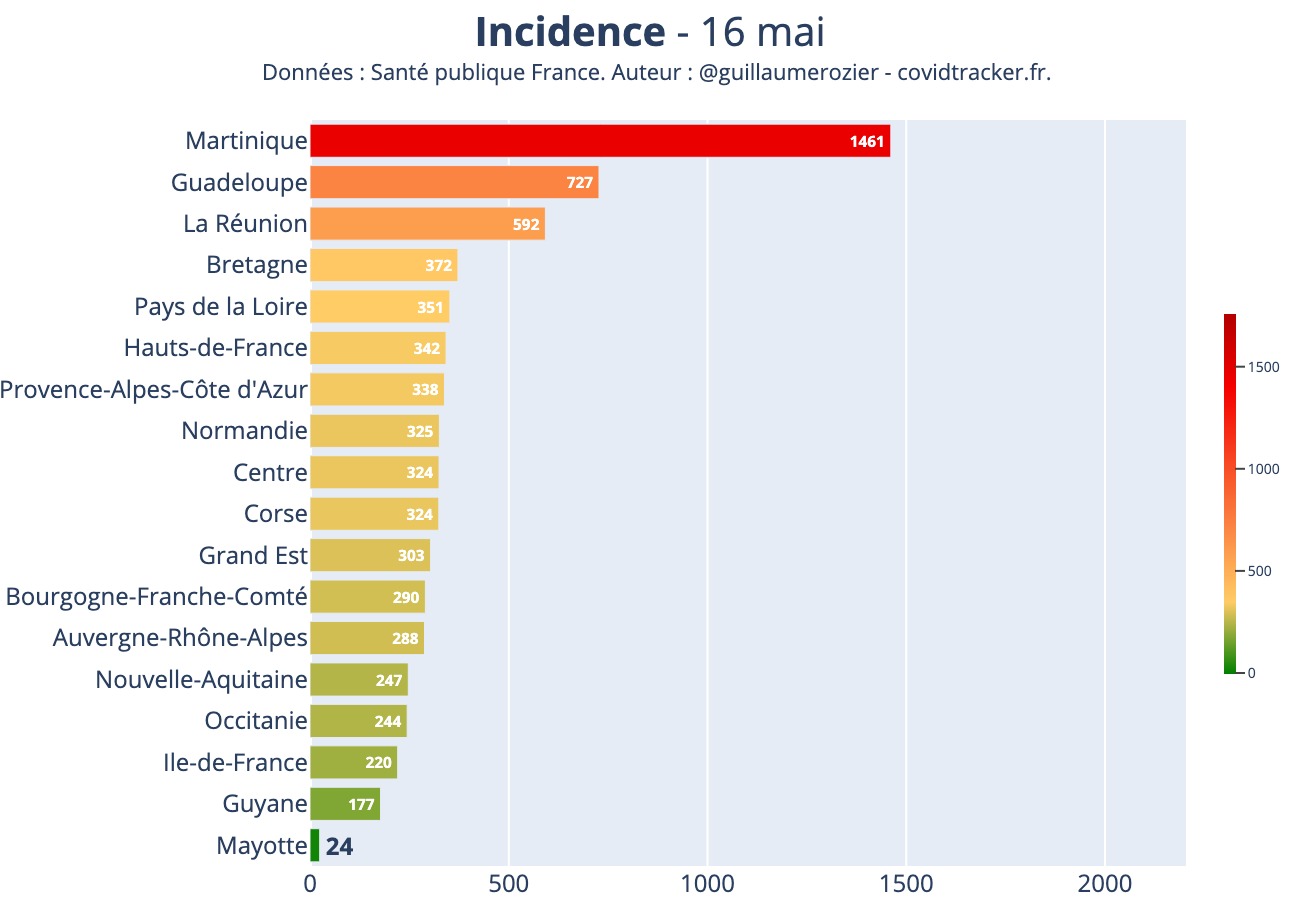 Incidence - 16 mai
Données : Santé publique France. Auteur : @guillaumerozier - covidtracker.fr.
Martinique 1461
Guadeloupe 727
La Réunion 592
Bretagne 372
Pays de la Loire 351
Hauts-de-France 342
Provence-Alpes-Côte d'Azur 338
Normandie 325
Centre 324
Corse 324
Grand Est 303
Bourgogne-Franche-Comté 290
Auvergne-Rhône-Alpes 288
Nouvelle-Aquitaine 247
Occitanie 244
Ile-de-France 220
Guyane 177
Mayotte 24
0 500 1000 1500 2000
1500
1000
500
0